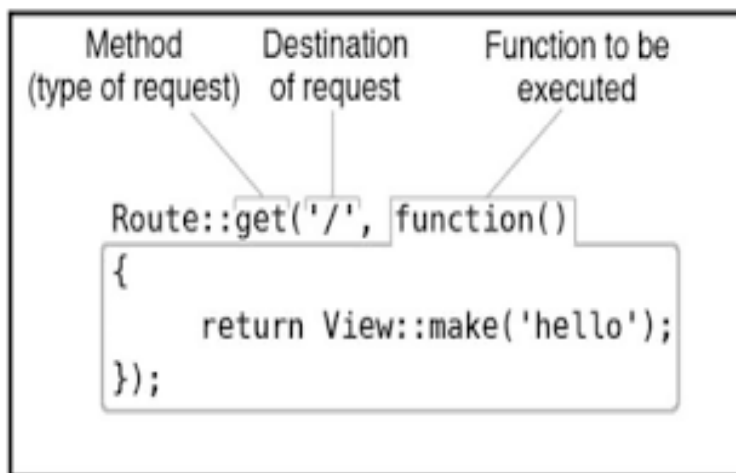 Method
(type of request)
Destination
of request
Function to be
executed
Route::get('/', function()
{
    return View::make('hello');
});